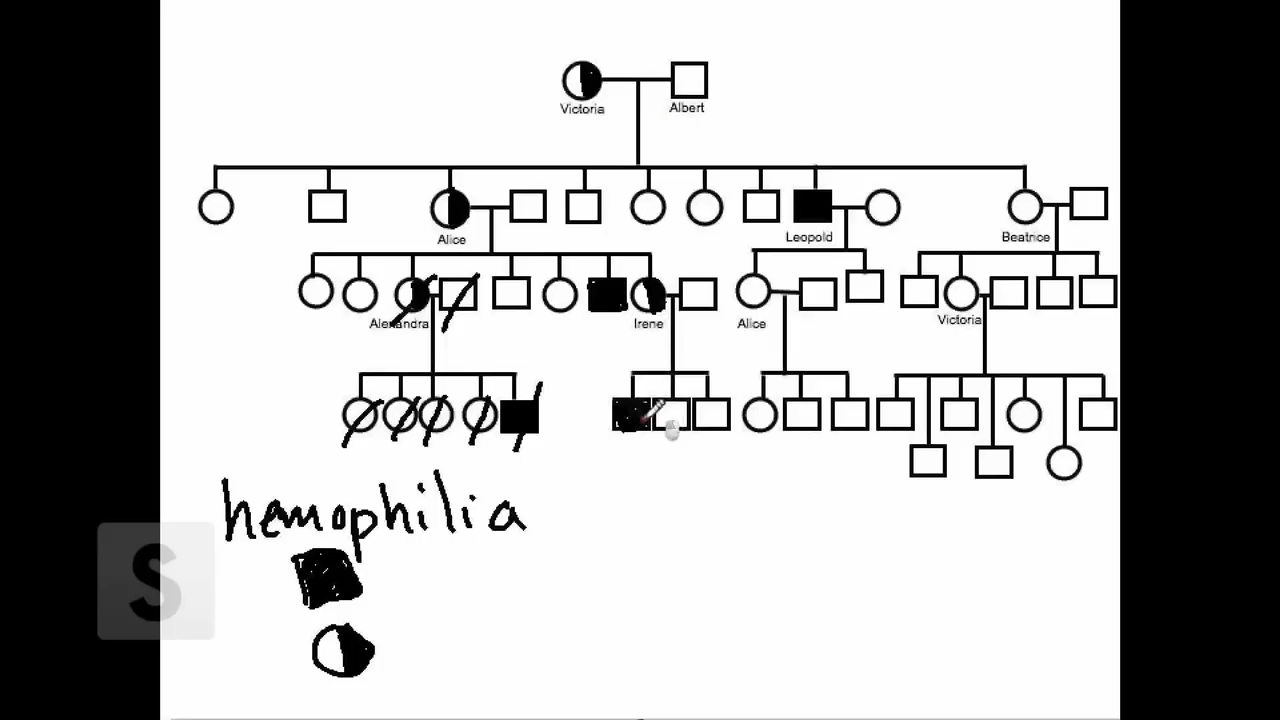 Victoria
Albert
Alice
Leopold
Beatrice
Alexandra
Irene
Alice
Victoria
hemophilia
S